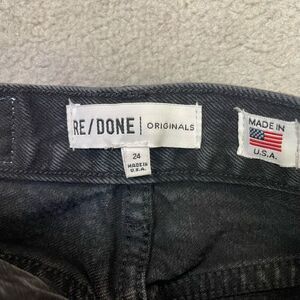 RE/DONE | ORIGINALS
24
MADE IN
U.S.A.
MADE IN
U.S.A.